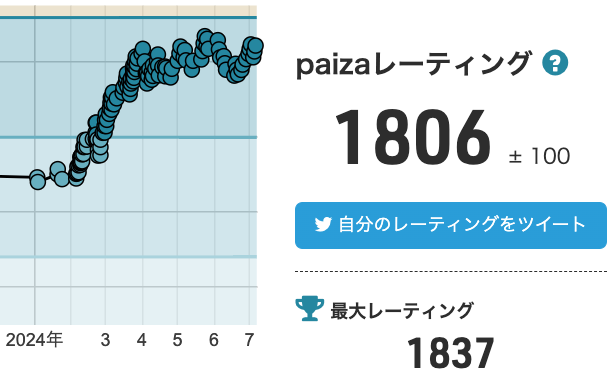 paizaレーティング ?
1806 ± 100
自分のレーティングをツイート
最大レーティング
1837
2024年 3 4 5 6 7